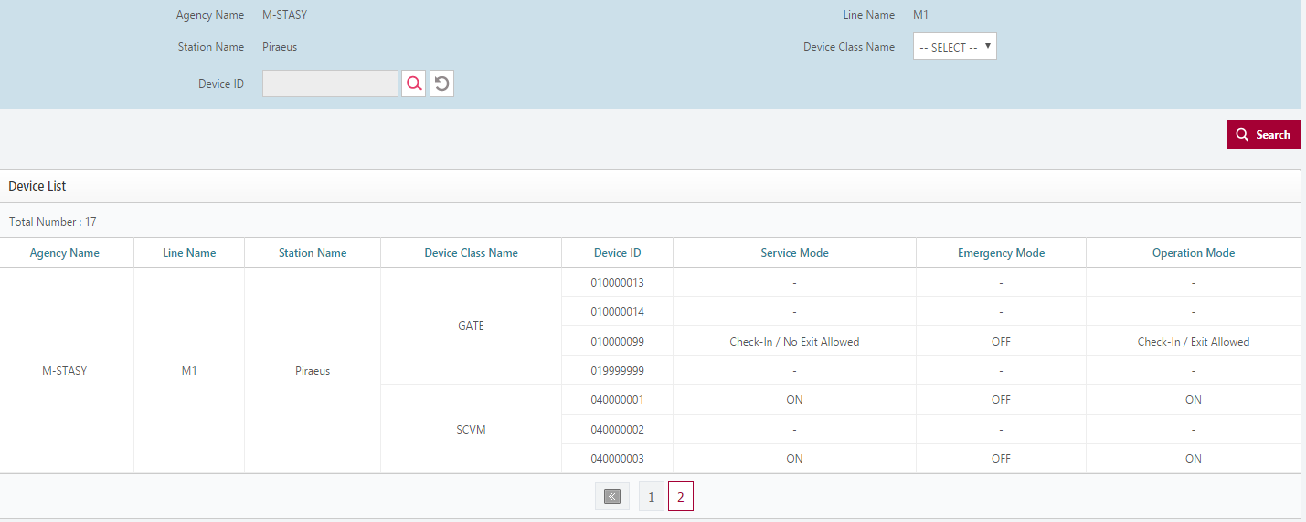 Agency Name M-STASY Line Name M1
Station Name Piraeus Device Class Name -- SELECT --
Device ID
Search
Device List
Total Number : 17
Agency Name Line Name Station Name Device Class Name Device ID Service Mode Emergency Mode Operation Mode
M-STASY M1 Piraeus GATE 010000013 - - -
010000014 - - -
010000099 Check-In / No Exit Allowed OFF Check-In / Exit Allowed
019999999 - - -
SCVM 040000001 ON OFF ON
040000002 - - -
040000003 ON OFF ON
1 2